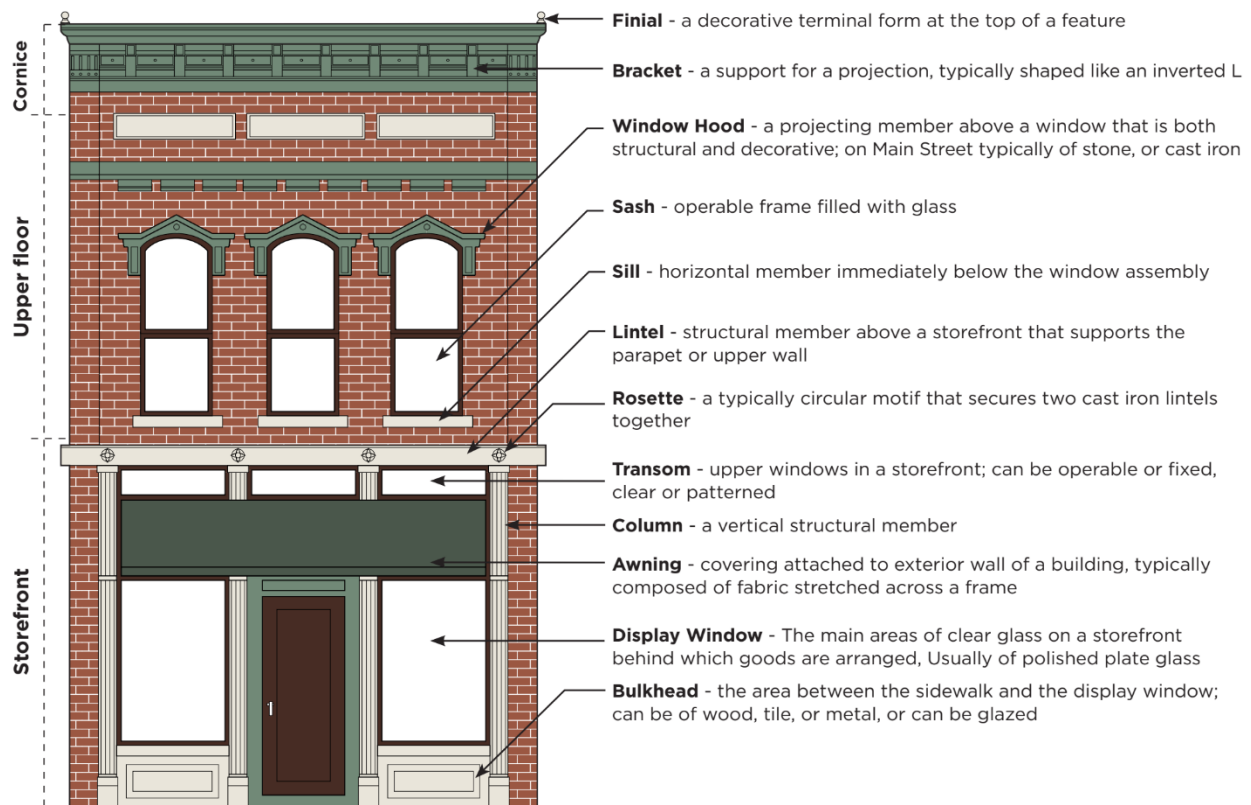 Finial - a decorative terminal form at the top of a feature
Cornice
Bracket - a support for a projection, typically shaped like an inverted L
Window Hood - a projecting member above a window that is both
structural and decorative; on Main Street typically of stone, or cast iron
Upper floor
Sash - operable frame filled with glass
Sill - horizontal member immediately below the window assembly
Lintel - structural member above a storefront that supports the
parapet or upper wall
Rosette - a typically circular motif that secures two cast iron lintels
together
Transom - upper windows in a storefront; can be operable or fixed,
clear or patterned
Column - a vertical structural member
Awning - covering attached to exterior wall of a building, typically
composed of fabric stretched across a frame
Storefront
Display Window - The main areas of clear glass on a storefront
behind which goods are arranged, Usually of polished plate glass
Bulkhead - the area between the sidewalk and the display window;
can be of wood, tile, or metal, or can be glazed